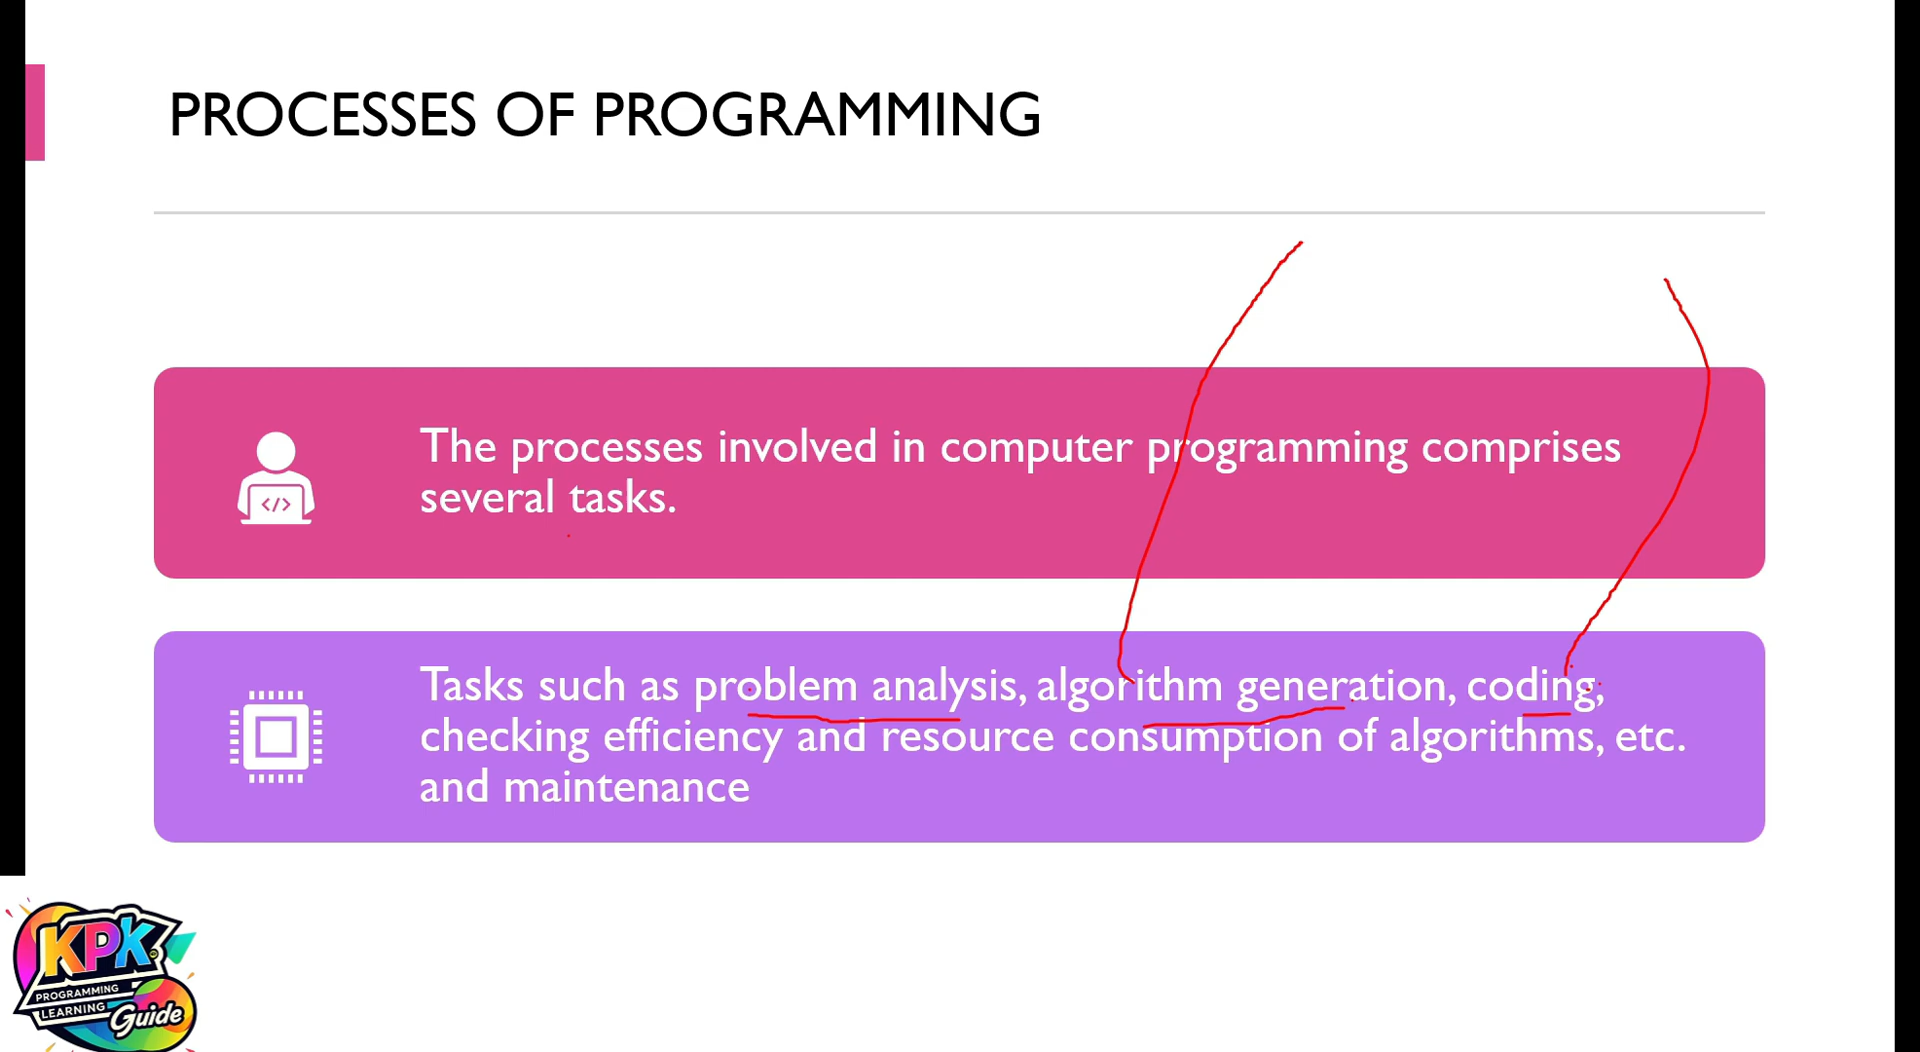 PROCESSES OF PROGRAMMING
</>
The processes involved in computer programming comprises
several tasks.
Tasks such as problem analysis, algorithm generation, coding,
checking efficiency and resource consumption of algorithms, etc.
and maintenance
KPK
PROGRAMMING
LEARNING
Guide